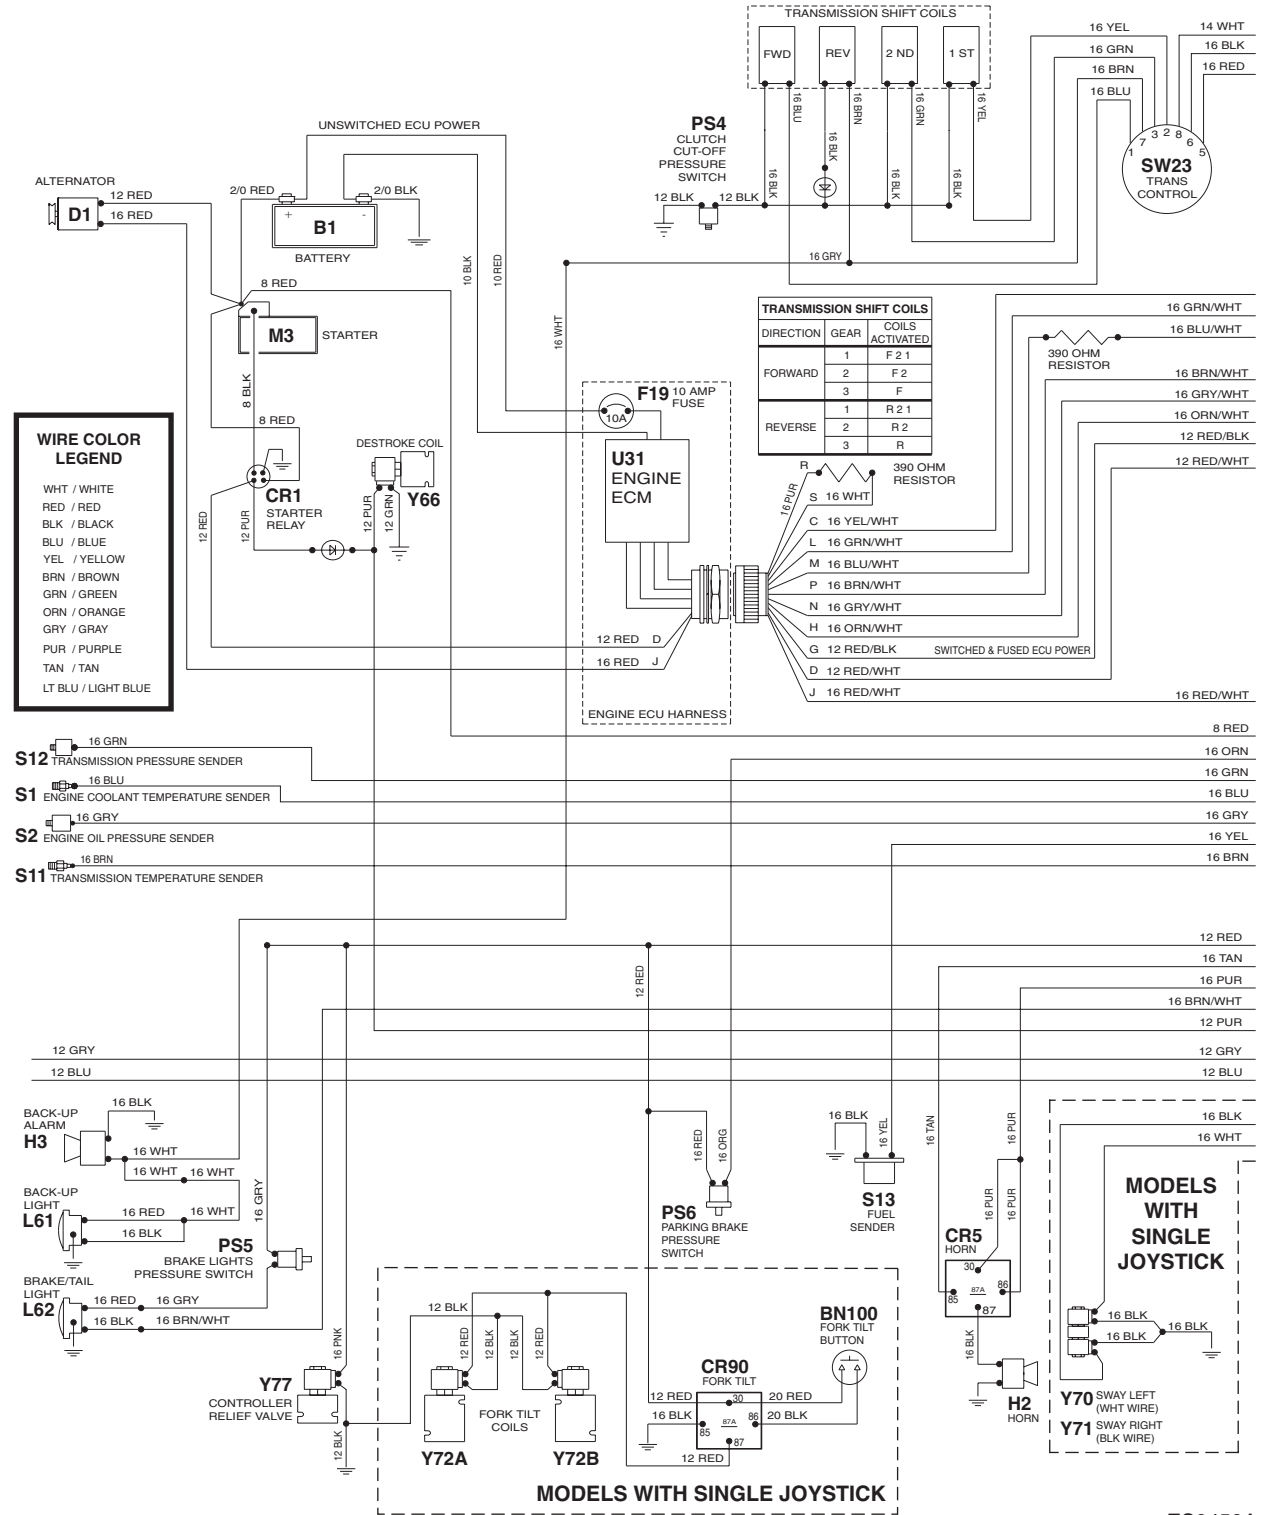 TRANSMISSION SHIFT COILS
FWD
REV
2 ND
1 ST
16 BLU
16 BRN
16 GRN
16 YEL
16 BLK
16 BLK
16 BLK
16 BLK
PS4
CLUTCH
CUT-OFF
PRESSURE
SWITCH
12 BLK
12 BLK
16 GRY
16 YEL
16 GRN
16 BRN
16 BLU
14 WHT
16 BLK
16 RED
1
7
3
2
8
6
5
SW23
TRANS
CONTROL
UNSWITCHED ECU POWER
ALTERNATOR
D1
12 RED
16 RED
2/0 RED
2/0 BLK
+
-
B1
BATTERY
8 RED
M3
STARTER
10 BLK
10 RED
16 WHT
8 BLK
8 RED
CR1
STARTER
RELAY
12 RED
12 PUR
DESTROKE COIL
Y66
12 PUR
12 GRN
WIRE COLOR
LEGEND
WHT / WHITE
RED / RED
BLK / BLACK
BLU / BLUE
YEL / YELLOW
BRN / BROWN
GRN / GREEN
ORN / ORANGE
GRY / GRAY
PUR / PURPLE
TAN / TAN
LT BLU / LIGHT BLUE
F19 10 AMP
FUSE
10A
U31
ENGINE
ECM
12 RED D
16 RED J
ENGINE ECU HARNESS
TRANSMISSION SHIFT COILS
DIRECTION GEAR COILS
ACTIVATED
FORWARD
1 F 2 1
2 F 2
3 F
REVERSE
1 R 2 1
2 R 2
3 R
R
16 PUR
390 OHM
RESISTOR
S 16 WHT
C 16 YEL/WHT
L 16 GRN/WHT
M 16 BLU/WHT
P 16 BRN/WHT
N 16 GRY/WHT
H 16 ORN/WHT
G 12 RED/BLK SWITCHED & FUSED ECU POWER
D 12 RED/WHT
J 16 RED/WHT
390 OHM
RESISTOR
16 GRN/WHT
16 BLU/WHT
16 BRN/WHT
16 GRY/WHT
16 ORN/WHT
12 RED/BLK
12 RED/WHT
16 RED/WHT
8 RED
16 ORN
16 GRN
16 BLU
16 GRY
16 YEL
16 BRN
S12 TRANSMISSION PRESSURE SENDER
16 GRN
S1 ENGINE COOLANT TEMPERATURE SENDER
16 BLU
S2 ENGINE OIL PRESSURE SENDER
16 GRY
S11 TRANSMISSION TEMPERATURE SENDER
16 BRN
12 RED
16 TAN
16 PUR
16 BRN/WHT
12 PUR
12 GRY
12 GRY
12 BLU
12 BLU
12 RED
BACK-UP
ALARM
H3
16 BLK
16 WHT
16 WHT
16 WHT
BACK-UP
LIGHT
L61
16 RED
16 WHT
16 BLK
16 GRY
PS5
BRAKE LIGHTS
PRESSURE SWITCH
BRAKE/TAIL
LIGHT
L62
16 RED
16 GRY
16 BLK
16 BRN/WHT
16 PNK
Y77
CONTROLLER
RELIEF VALVE
12 BLK
12 BLK
12 RED
12 BLK
12 BLK
12 RED
FORK TILT
COILS
Y72A
Y72B
16 RED
16 ORG
PS6
PARKING BRAKE
PRESSURE
SWITCH
16 BLK
16 YEL
S13
FUEL
SENDER
BN100
FORK TILT
BUTTON
CR90
FORK TILT
12 RED
30
20 RED
16 BLK
85
87A
86
20 BLK
87
12 RED
MODELS WITH SINGLE JOYSTICK
16 TAN
16 PUR
16 PUR
16 PUR
CR5
HORN
30
85
87A
86
87
16 BLK
H2
HORN
16 BLK
16 WHT
MODELS
WITH
SINGLE
JOYSTICK
16 BLK
16 BLK
16 BLK
Y70 SWAY LEFT
(WHT WIRE)
Y71 SWAY RIGHT
(BLK WIRE)